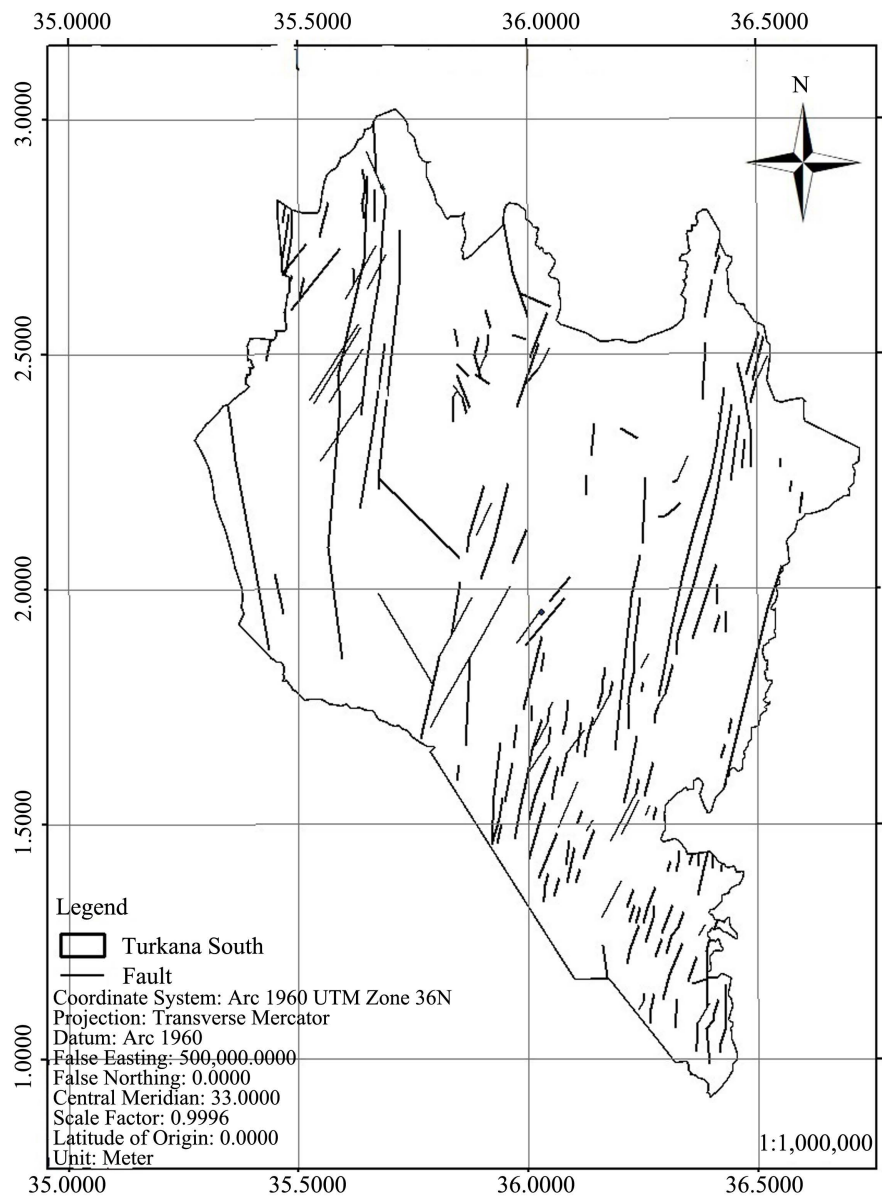 35.0000 35.5000 36.0000 36.5000
N
3.0000
2.5000
2.0000
1.5000
1.0000
Legend
Turkana South
Fault
Coordinate System: Arc 1960 UTM Zone 36N
Projection: Transverse Mercator
Datum: Arc 1960
False Easting: 500,000.0000
False Northing: 0.0000
Central Meridian: 33.0000
Scale Factor: 0.9996
Latitude of Origin: 0.0000
Unit: Meter
1:1,000,000
35.0000 35.5000 36.0000 36.5000